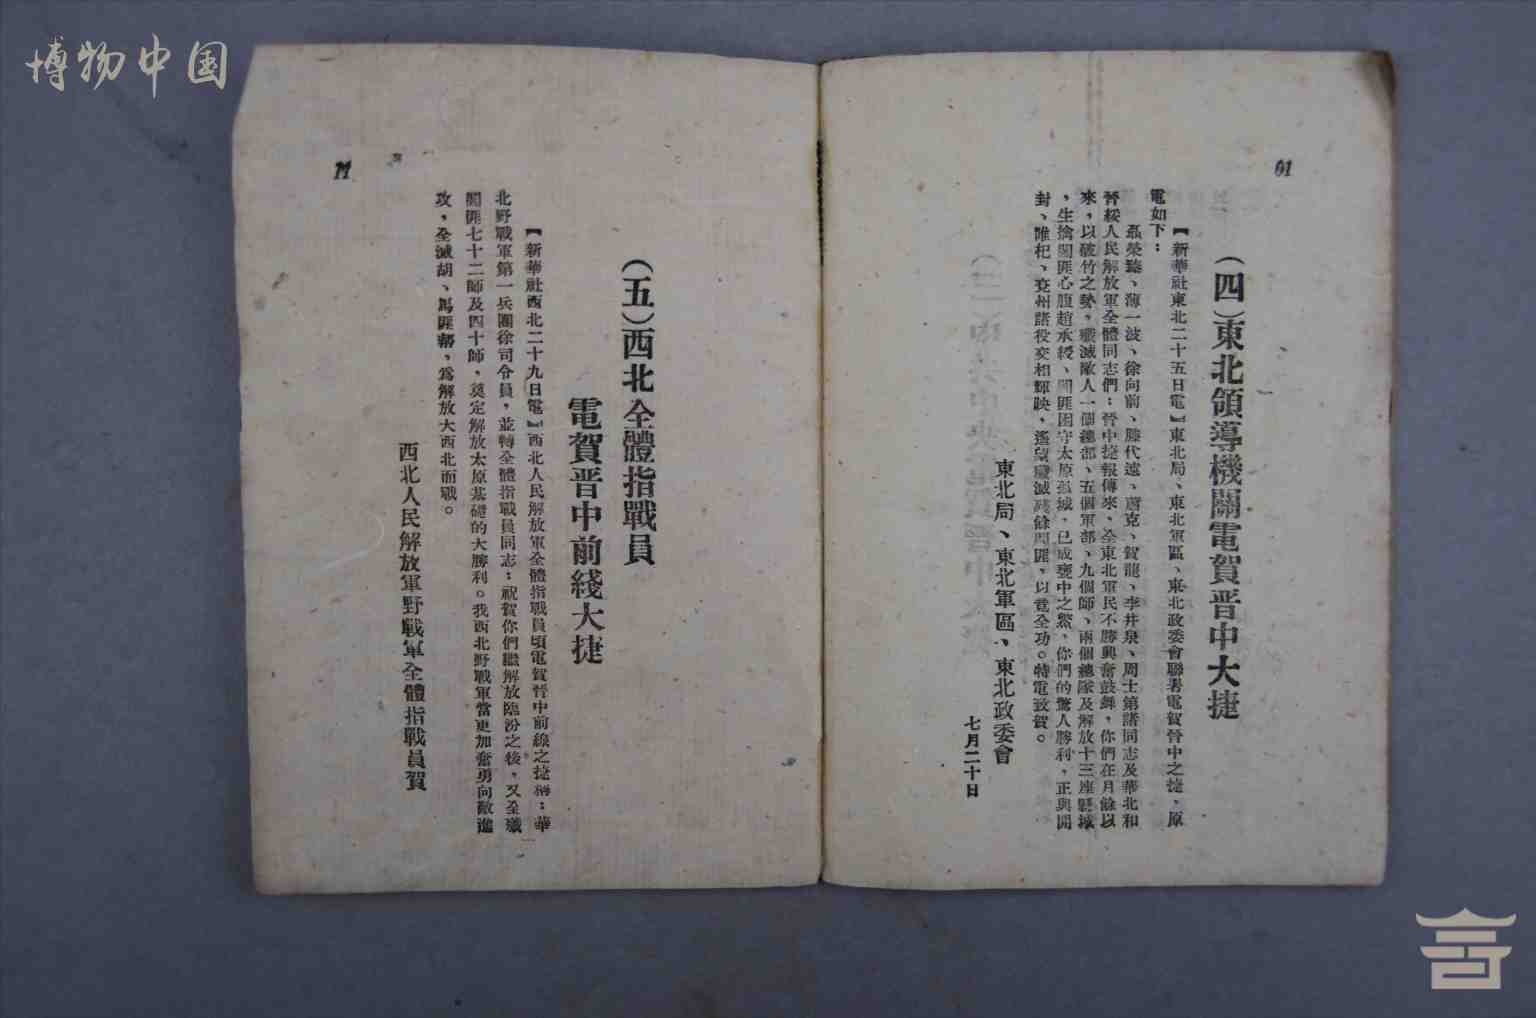 博物中国
01
(四)東北領導機關電賀晋中大捷
【新華社東北二十五日電】東北局、東北軍區、東北政委會聯署電賀晉中之捷，原
電如下：
聶榮臻、薄一波、徐向前、滕代遠、蕭克、賀龍、李井泉、周士第諸同志及華北和
晉綏人民解放軍全體同志們：晉中捷報傳來，全東北軍民不勝興奮鼓舞，你們在月餘以
來，以破竹之勢，殲滅敵人一個總部、五個軍部、九個師、兩個總隊及解放十三座縣城
，生擒閻匪心腹趙承綬、閻匪困守太原孤城，已成甕中之鱉，你們的驚人勝利，正與開
封、睢杞、兗州諸役交相輝映，遙望殲滅殘餘閻匪，以竟全功。特電致賀。
東北局、東北軍區、東北政委會
七月二十日
11
(五)西北全體指戰員
電賀晋中前綫大捷
【新華社西北二十九日電】西北人民解放軍全體指戰員頃電賀晉中前線之捷稱：華
北野戰軍第一兵團徐司令員，並轉全體指戰員同志：祝賀你們繼解放臨汾之後，又全殲
閻匪七十二師及四十師，奠定解放太原基礎的大勝利。我西北野戰軍當更加奮勇向敵進
攻，全滅胡、馬匪幫，爲解放大西北而戰。
西北人民解放軍野戰軍全體指戰員賀